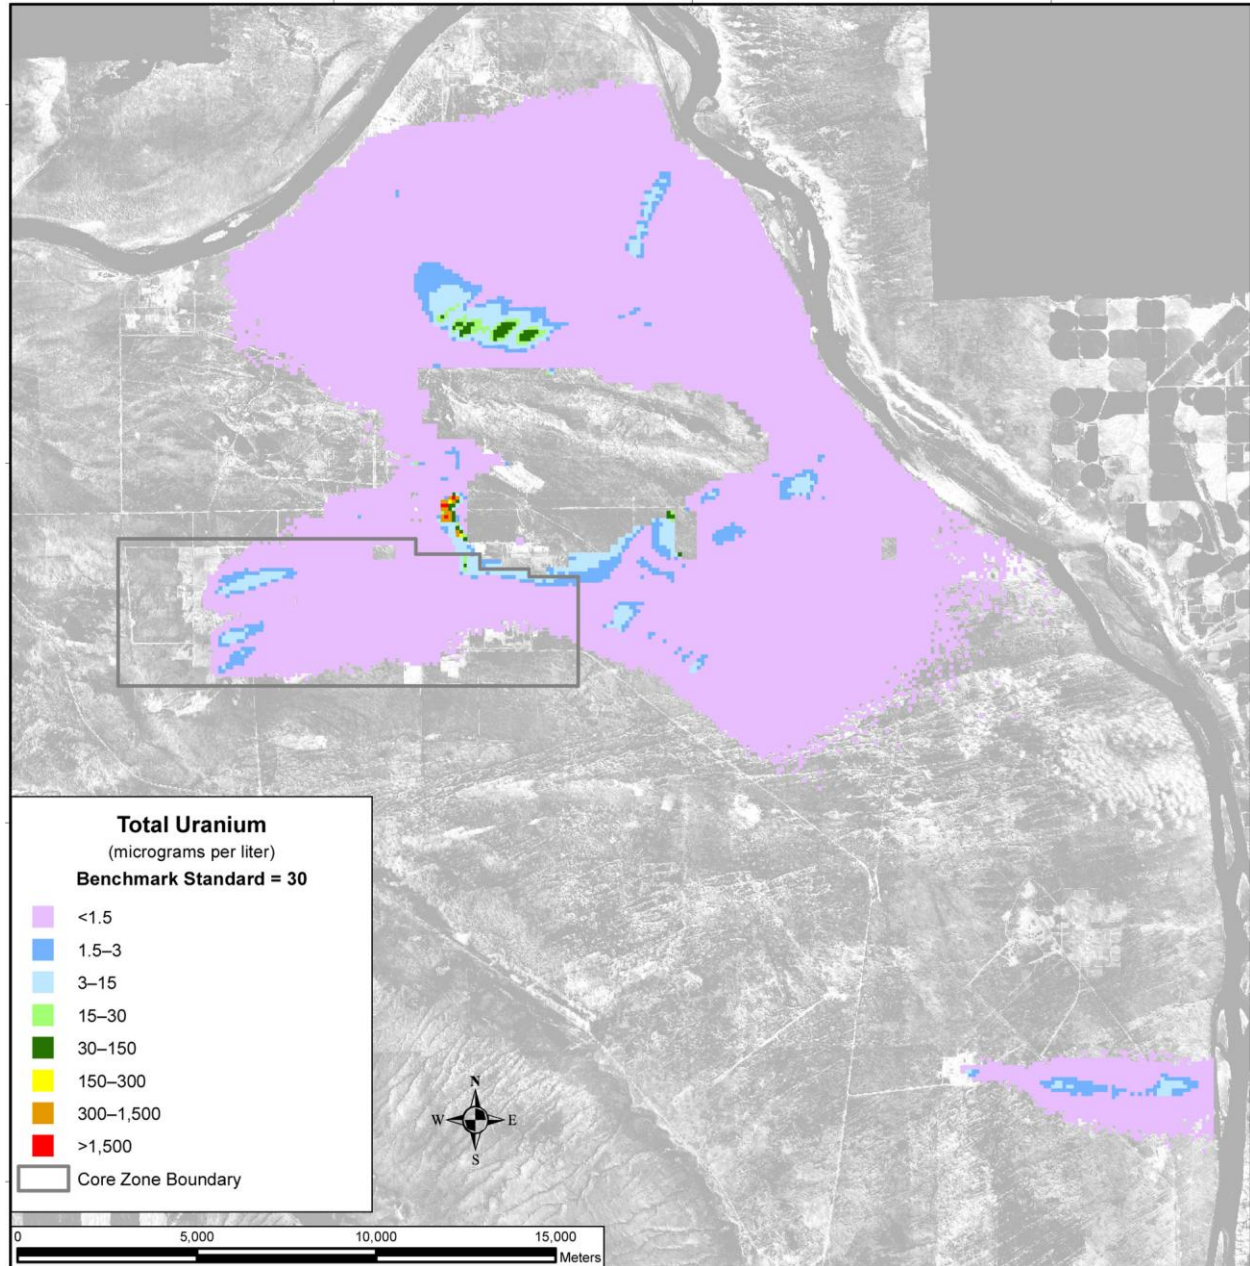 Total Uranium
(micrograms per liter)
Benchmark Standard = 30
<1.5
1.5–3
3–15
15–30
30–150
150–300
300–1,500
>1,500
Core Zone Boundary
N
W E
S
0 5,000 10,000 15,000
Meters